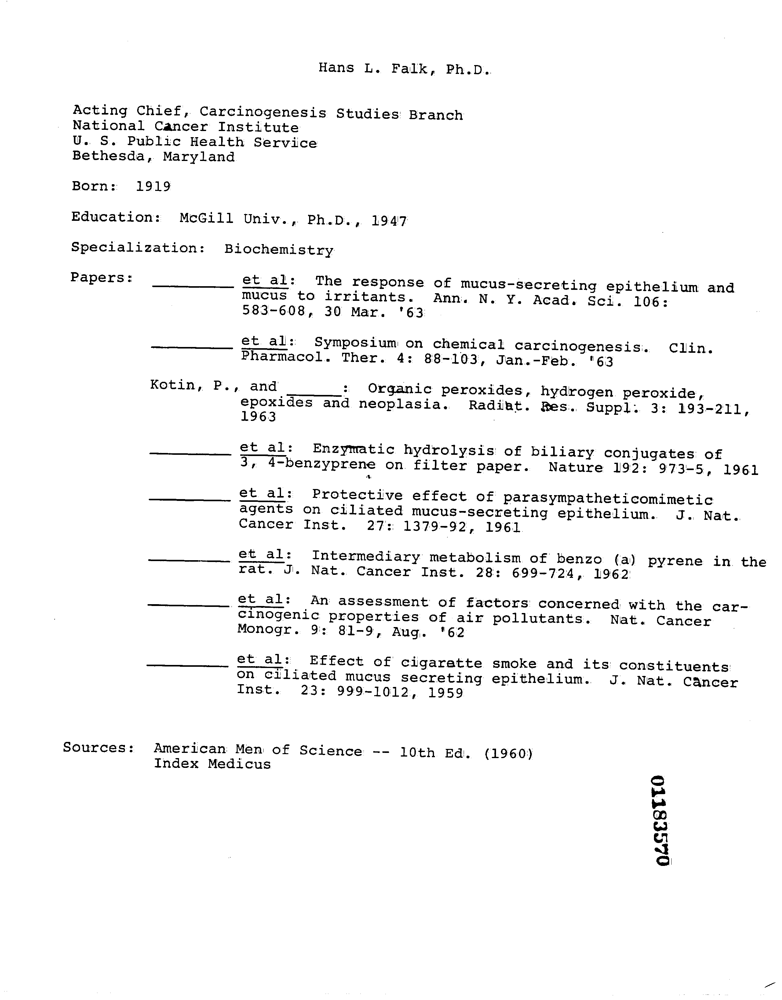 Hans L. Falk, Ph.D.
Acting Chief, Carcinogenesis Studies Branch
National Cancer Institute
U. S. Public Health Service
Bethesda, Maryland
Born: 1919
Education: McGill Univ., Ph.D., 1947
Specialization: Biochemistry
Papers: ________ et al: The response of mucus-secreting epithelium and
mucus to irritants. Ann. N. Y. Acad. Sci. 106:
583-608, 30 Mar. '63
________ et al: Symposium on chemical carcinogenesis. Clin.
Pharmacol. Ther. 4: 88-103, Jan.-Feb. '63
Kotin, P., and ______: Organic peroxides, hydrogen peroxide,
epoxides and neoplasia. Radiat. Res. Suppl. 3: 193-211,
1963
________ et al: Enzymatic hydrolysis of biliary conjugates of
3, 4-benzpyrene on filter paper. Nature 192: 973-5, 1961
________ et al: Protective effect of parasympatheticomimetic
agents on ciliated mucus-secreting epithelium. J. Nat.
Cancer Inst. 27: 1379-92, 1961
________ et al: Intermediary metabolism of benzo (a) pyrene in the
rat. J. Nat. Cancer Inst. 28: 699-724, 1962
________ et al: An assessment of factors concerned with the car-
cinogenic properties of air pollutants. Nat. Cancer
Monogr. 9: 81-9, Aug. '62
________ et al: Effect of cigaratte smoke and its constituents
on cilliated mucus secreting epithelium. J. Nat. Cancer
Inst. 23: 999-1012, 1959
Sources: American Men of Science -- 10th Ed. (1960)
Index Medicus
01183570